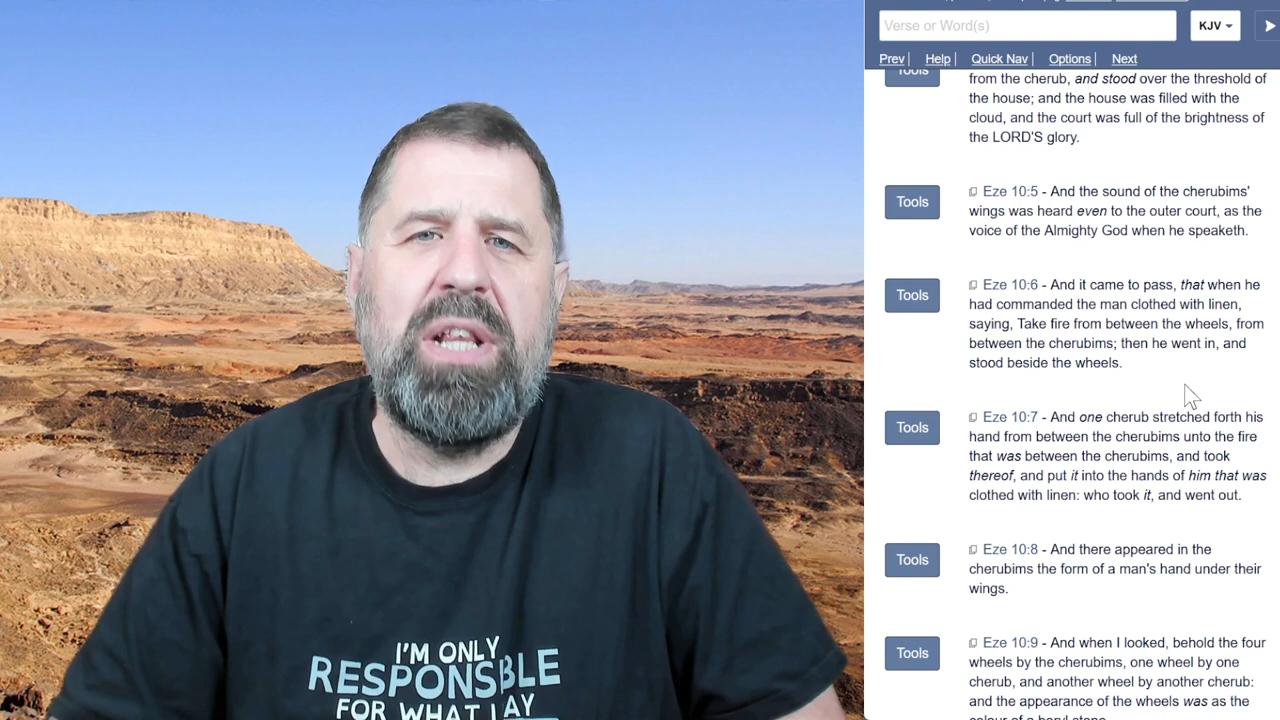 I'M ONLY
RESPONSIBLE
FOR WHAT I SAY
Verse or Word(s)
KJV
Prev | Help | Quick Nav | Options | Next
Tools
from the cherub, and stood over the threshold of
the house; and the house was filled with the
cloud, and the court was full of the brightness of
the LORD'S glory.
Tools
Eze 10:5 - And the sound of the cherubims'
wings was heard even to the outer court, as the
voice of the Almighty God when he speaketh.
Tools
Eze 10:6 - And it came to pass, that when he
had commanded the man clothed with linen,
saying, Take fire from between the wheels, from
between the cherubims; then he went in, and
stood beside the wheels.
Tools
Eze 10:7 - And one cherub stretched forth his
hand from between the cherubims unto the fire
that was between the cherubims, and took
thereof, and put it into the hands of him that was
clothed with linen: who took it, and went out.
Tools
Eze 10:8 - And there appeared in the
cherubims the form of a man's hand under their
wings.
Tools
Eze 10:9 - And when I looked, behold the four
wheels by the cherubims, one wheel by one
cherub, and another wheel by another cherub:
and the appearance of the wheels was as the
colour of a beryl stone.